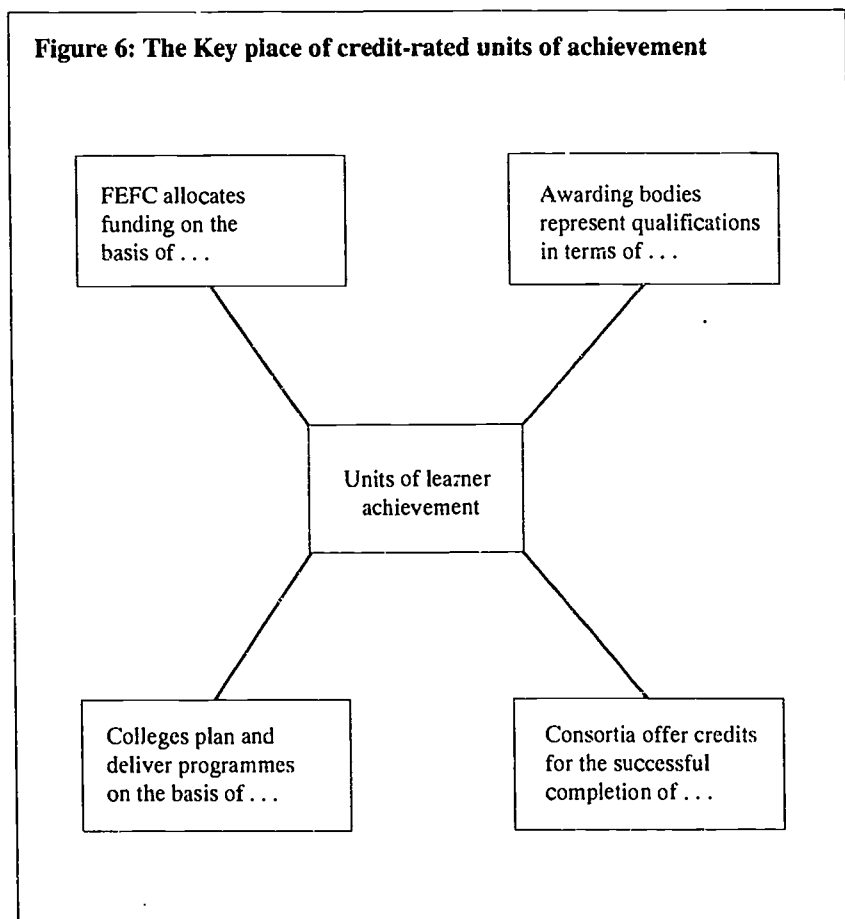 Figure 6: The Key place of credit-rated units of achievement
FEFC allocates
funding on the
basis of . . .
Awarding bodies
represent qualifications
in terms of . . .
Units of learner
achievement
Colleges plan and
deliver programmes
on the basis of . . .
Consortia offer credits
for the successful
completion of . . .